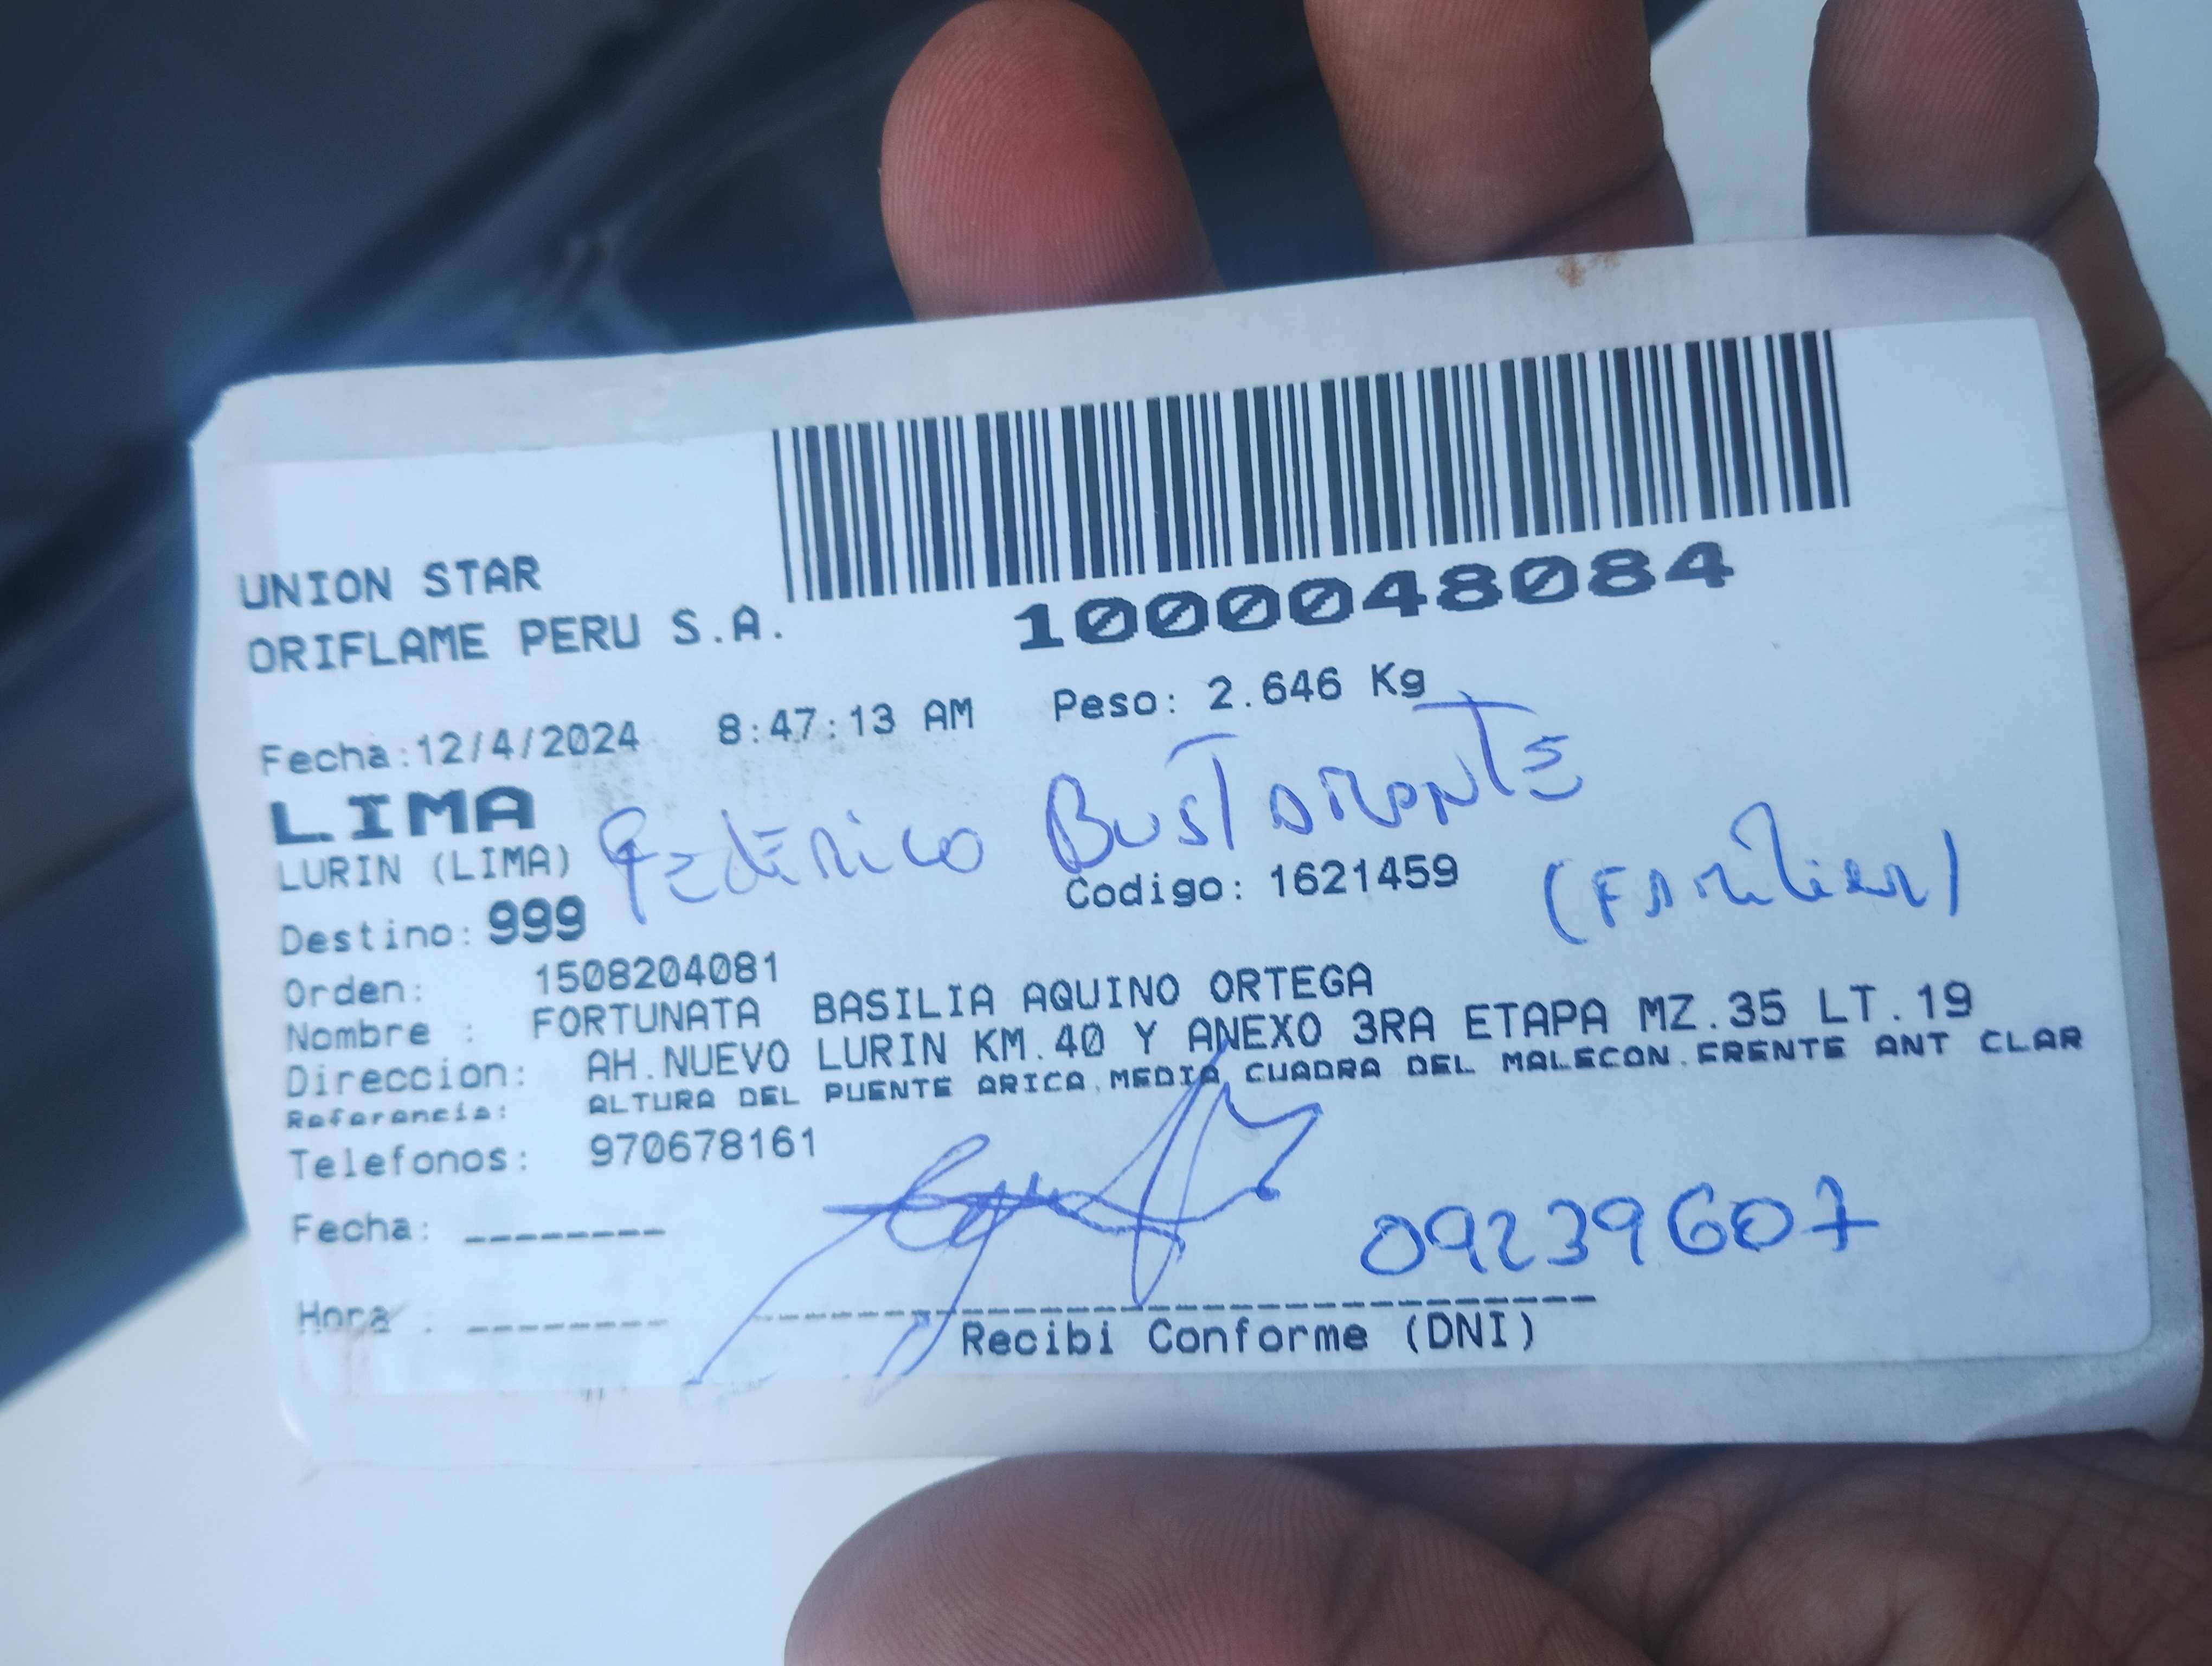 UNION STAR
ORIFLAME PERU S.A.
1000048084
Fecha:12/4/2024 8:47:13 AM Peso: 2.646 Kg
LIMA
Federico BUSTAMANTE
LURIN (LIMA)
Codigo: 1621459 (FAMILIAR)
Destino: 999
Orden: 1508204081
Nombre : FORTUNATA BASILIA AQUINO ORTEGA
Direccion: AH.NUEVO LURIN KM.40 Y ANEXO 3RA ETAPA MZ.35 LT.19
Referencia: ALTURA DEL PUENTE ARICA,MEDIA CUADRA DEL MALECON.FRENTE ANT CLAR
Telefonos: 970678161
Fecha: --------
09239607
Hora : --------
Recibi Conforme (DNI)